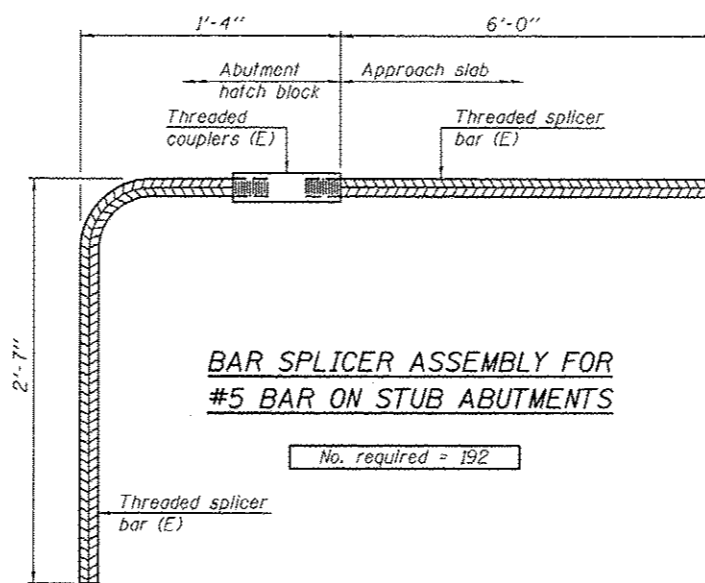 1'-4"
6'-0"
Abutment
hatch block
Approach slab
Threaded
couplers (E)
Threaded splicer
bar (E)
2'-7"
BAR SPLICER ASSEMBLY FOR
#5 BAR ON STUB ABUTMENTS
No. required = 192
Threaded splicer
bar (E)